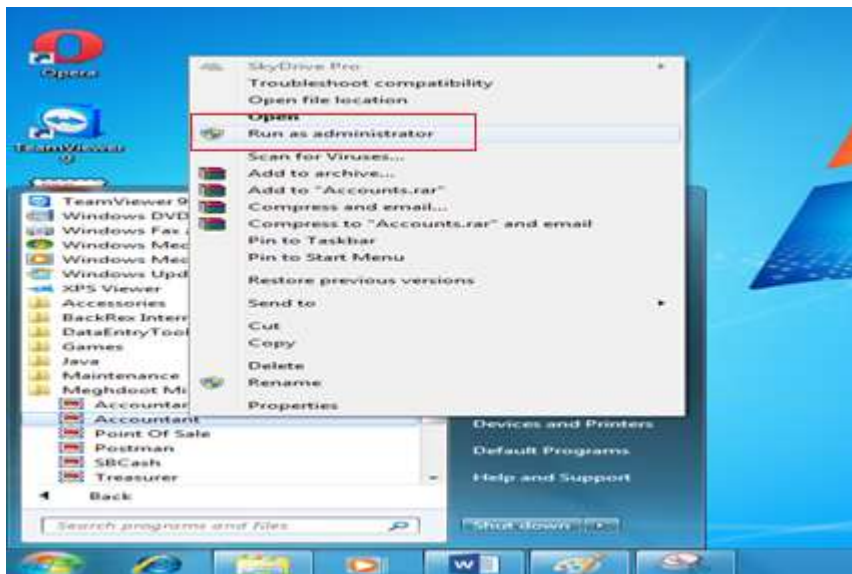 Opera
SkyDrive Pro
Troubleshoot compatibility
Open file location
Open
Run as administrator
Scan for Viruses...
Add to archive...
Add to "Accounts.rar"
Compress and email...
Compress to "Accounts.rar" and email
Pin to Taskbar
Pin to Start Menu
Restore previous versions
Send to
Cut
Copy
Delete
Rename
Properties
TeamViewer
9
TeamViewer 9
Windows DVD
Windows Fax
Windows Med
Windows Med
Windows Upd
XPS Viewer
Accessories
BackRex Intern
DataEntryTool
Games
Java
Maintenance
Meghdoot Mi
Accountan
Accountant
Point Of Sale
Postman
SBCash
Treasurer
Back
Search programs and files
Devices and Printers
Default Programs
Help and Support
Shut down
W